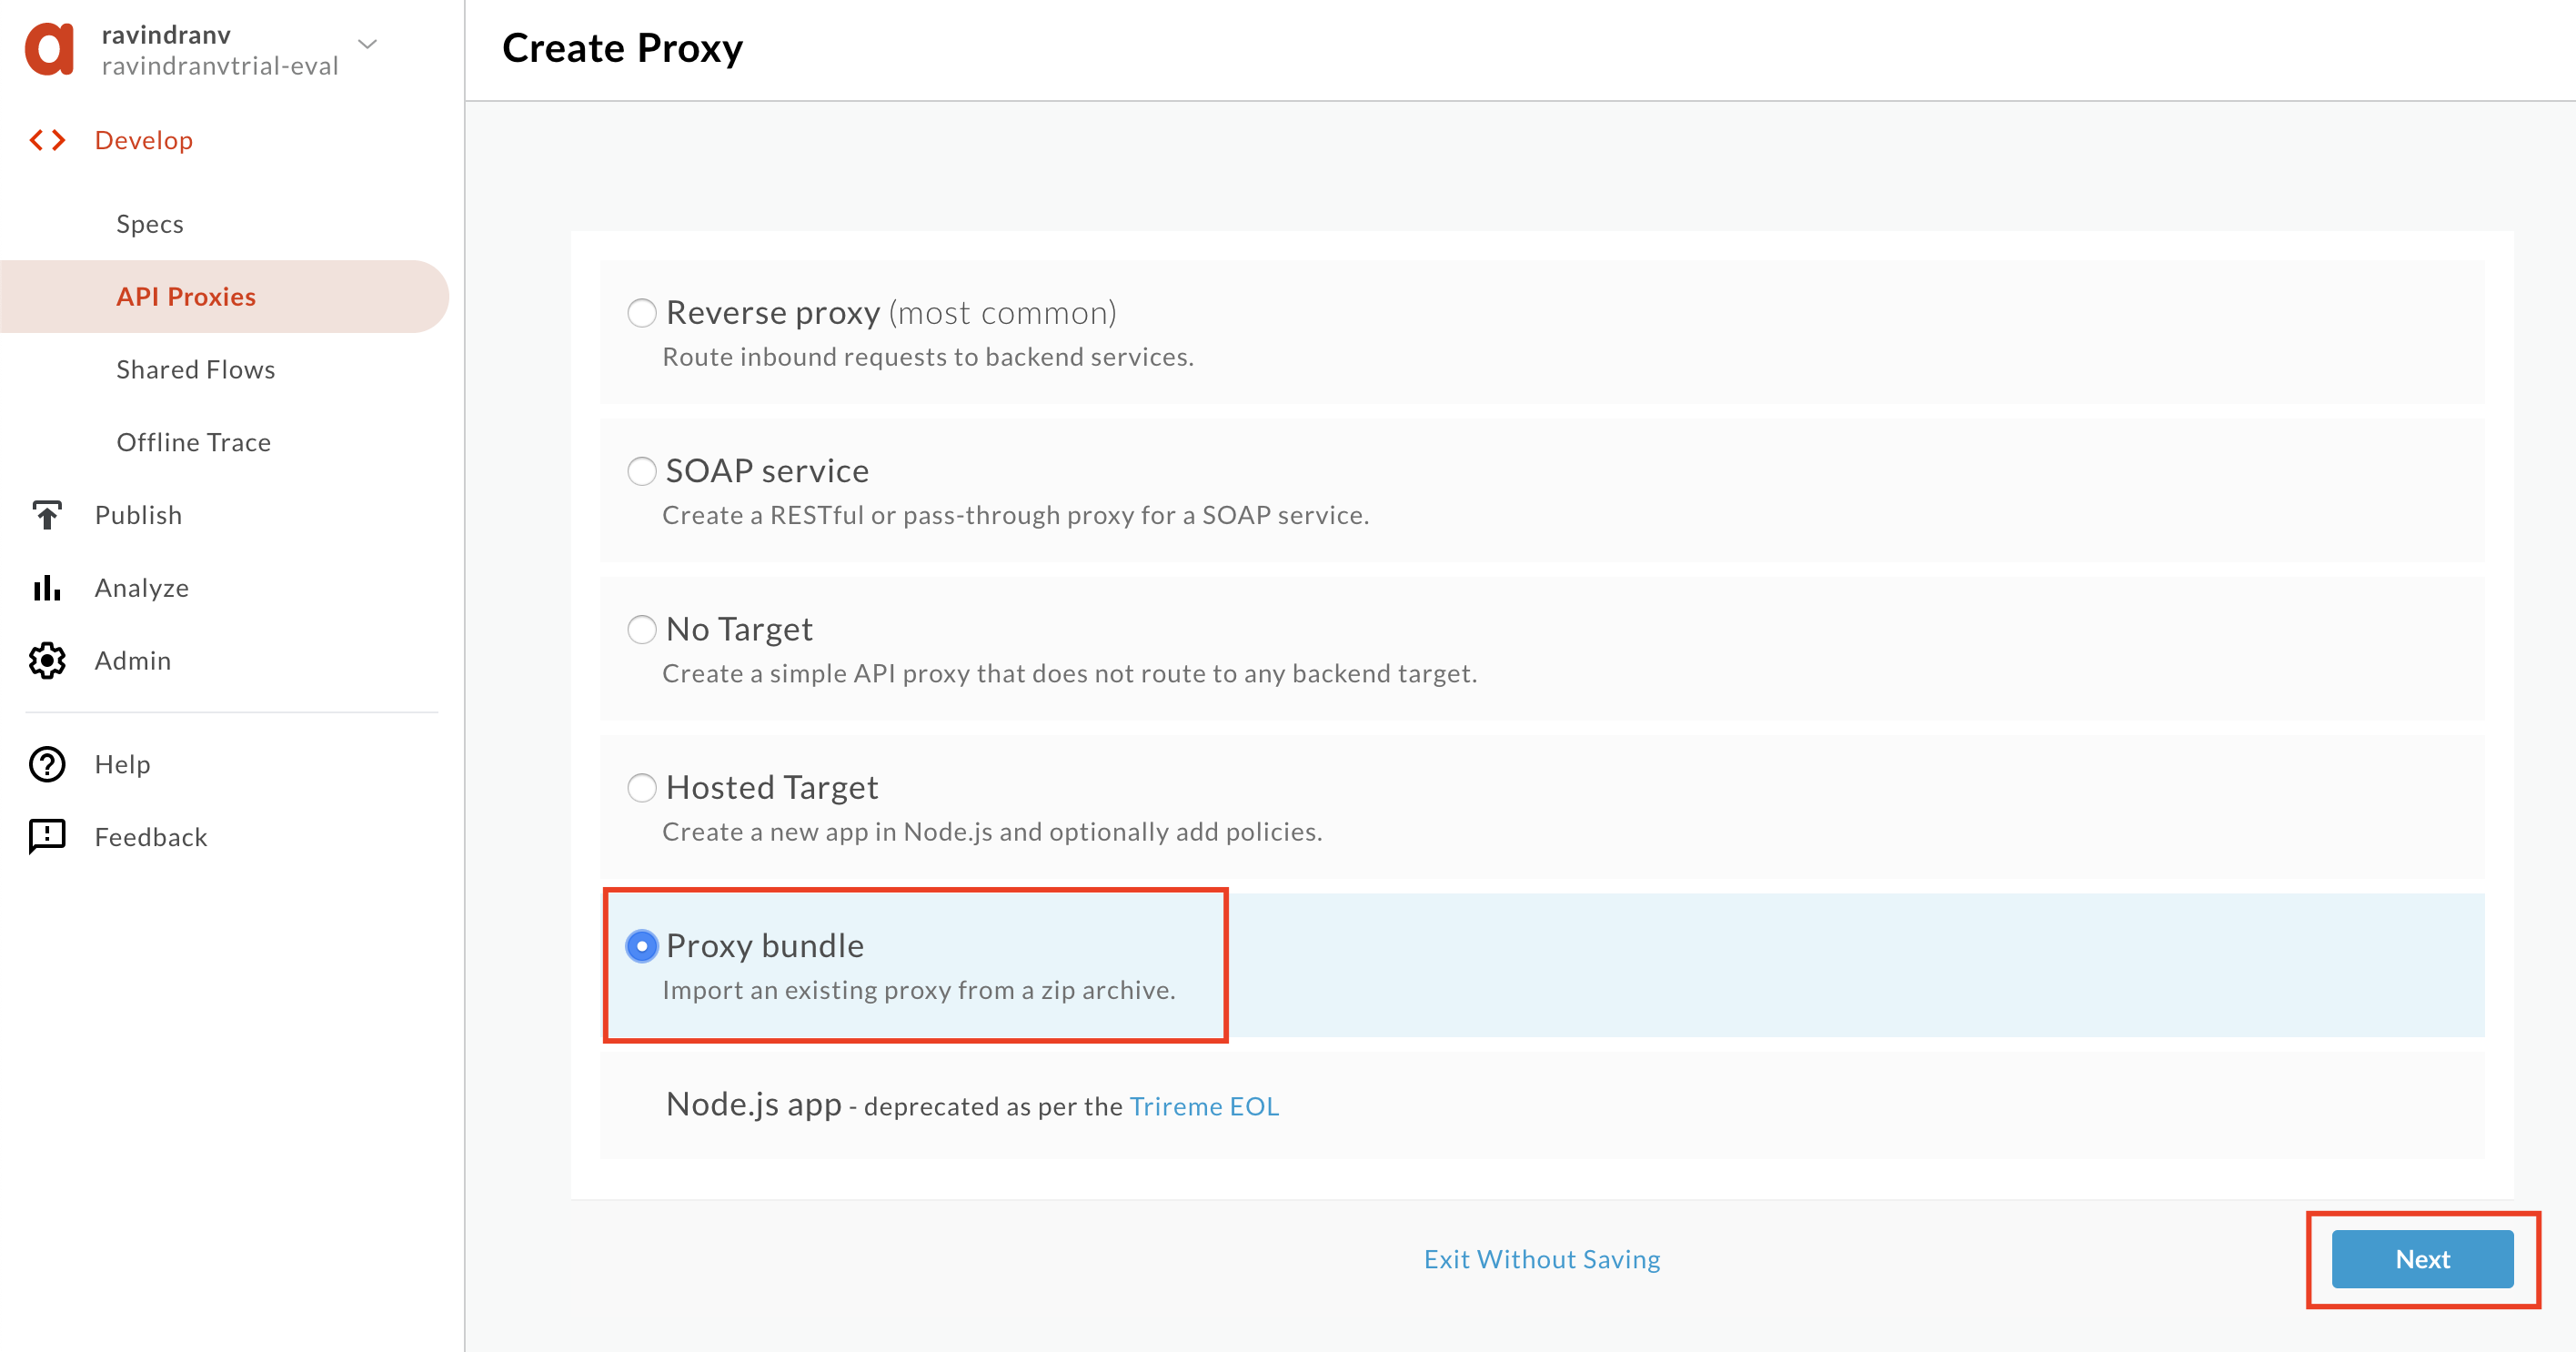 ravindranv
ravindranvtrial-eval
Develop
Specs
API Proxies
Shared Flows
Offline Trace
Publish
Analyze
Admin
Help
Feedback
Create Proxy
Reverse proxy (most common)
Route inbound requests to backend services.
SOAP service
Create a RESTful or pass-through proxy for a SOAP service.
No Target
Create a simple API proxy that does not route to any backend target.
Hosted Target
Create a new app in Node.js and optionally add policies.
Proxy bundle
Import an existing proxy from a zip archive.
Node.js app - deprecated as per the Trireme EOL
Exit Without Saving
Next